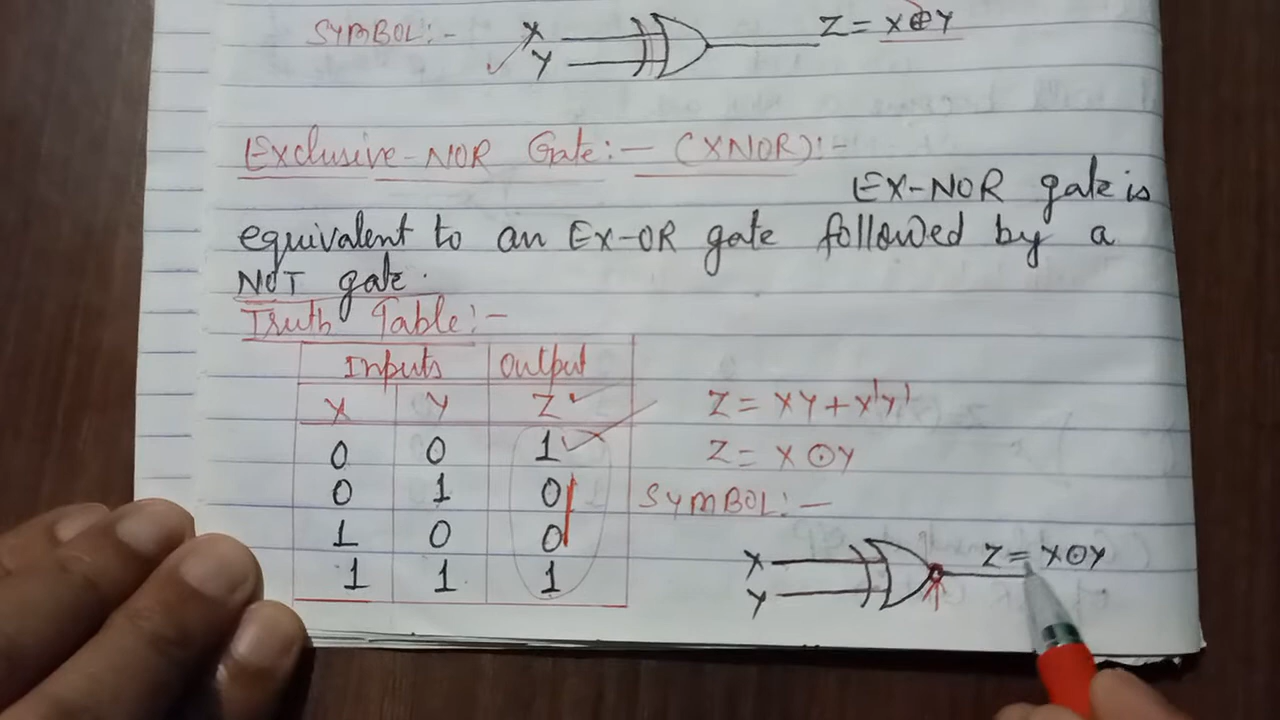 SYMBOL:- X Z = X⊕Y
Y
Exclusive-NOR Gate:- (XNOR):-
EX-NOR gate is
equivalent to an EX-OR gate followed by a
NOT gate.
Truth Table:-
Inputs Output
X Y Z
0 0 1
0 1 0
1 0 0
1 1 1
Z = XY + X'Y'
Z = X⊙Y
SYMBOL:-
X Z = X⊙Y
Y